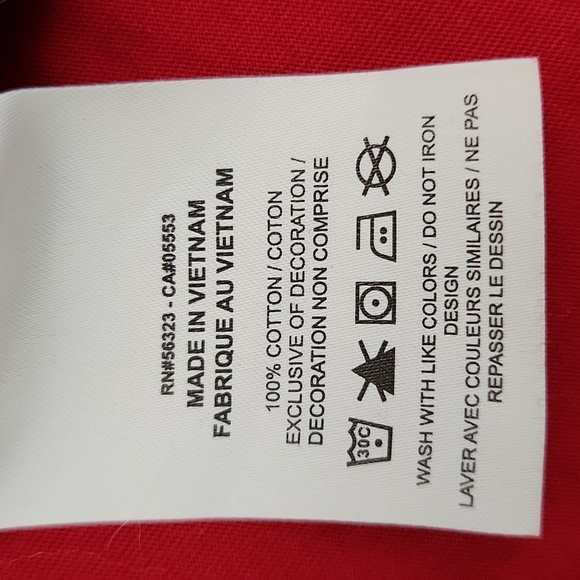 RN#56323 - CA#05553
MADE IN VIETNAM
FABRIQUE AU VIETNAM
100% COTTON / COTON
EXCLUSIVE OF DECORATION /
DECORATION NON COMPRISE
30C
WASH WITH LIKE COLORS / DO NOT IRON
DESIGN
LAVER AVEC COULEURS SIMILAIRES / NE PAS
REPASSER LE DESSIN